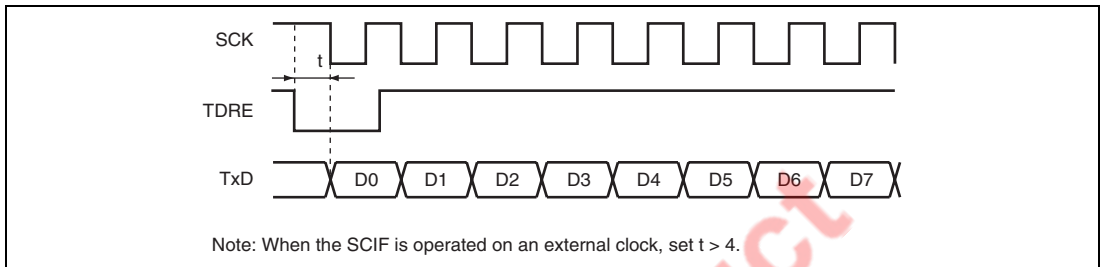 SCK
t
TDRE
TxD D0 D1 D2 D3 D4 D5 D6 D7
Note: When the SCIF is operated on an external clock, set t > 4.